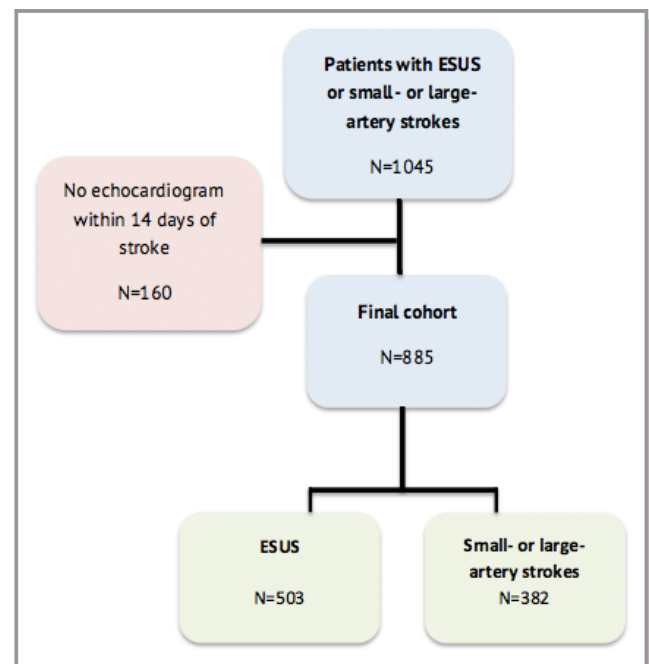 Patients with ESUS
or small- or large-
artery strokes
N=1045
No echocardiogram
within 14 days of
stroke
N=160
Final cohort
N=885
ESUS
N=503
Small- or large-
artery strokes
N=382